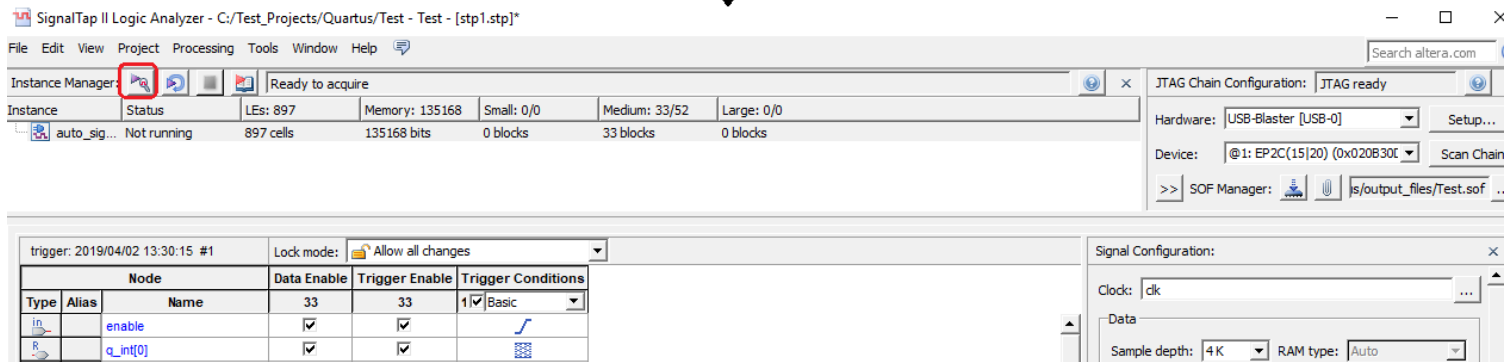 SignalTap II Logic Analyzer - C:/Test_Projects/Quartus/Test - Test - [stp1.stp]*
File Edit View Project Processing Tools Window Help
Search altera.com
Instance Manager: Ready to acquire
JTAG Chain Configuration: JTAG ready
Instance Status LEs: 897 Memory: 135168 Small: 0/0 Medium: 33/52 Large: 0/0
auto_sig... Not running 897 cells 135168 bits 0 blocks 33 blocks 0 blocks
Hardware: USB-Blaster [USB-0] Setup...
Device: @1: EP2C(15|20) (0x020B30D Scan Chain
>> SOF Manager: us/output_files/Test.sof ...
trigger: 2019/04/02 13:30:15 #1 Lock mode: Allow all changes
Signal Configuration:
Node Data Enable Trigger Enable Trigger Conditions
Type Alias Name 33 33 1 Basic
Clock: clk ...
in enable
Data
R q_int[0]
Sample depth: 4 K RAM type: Auto